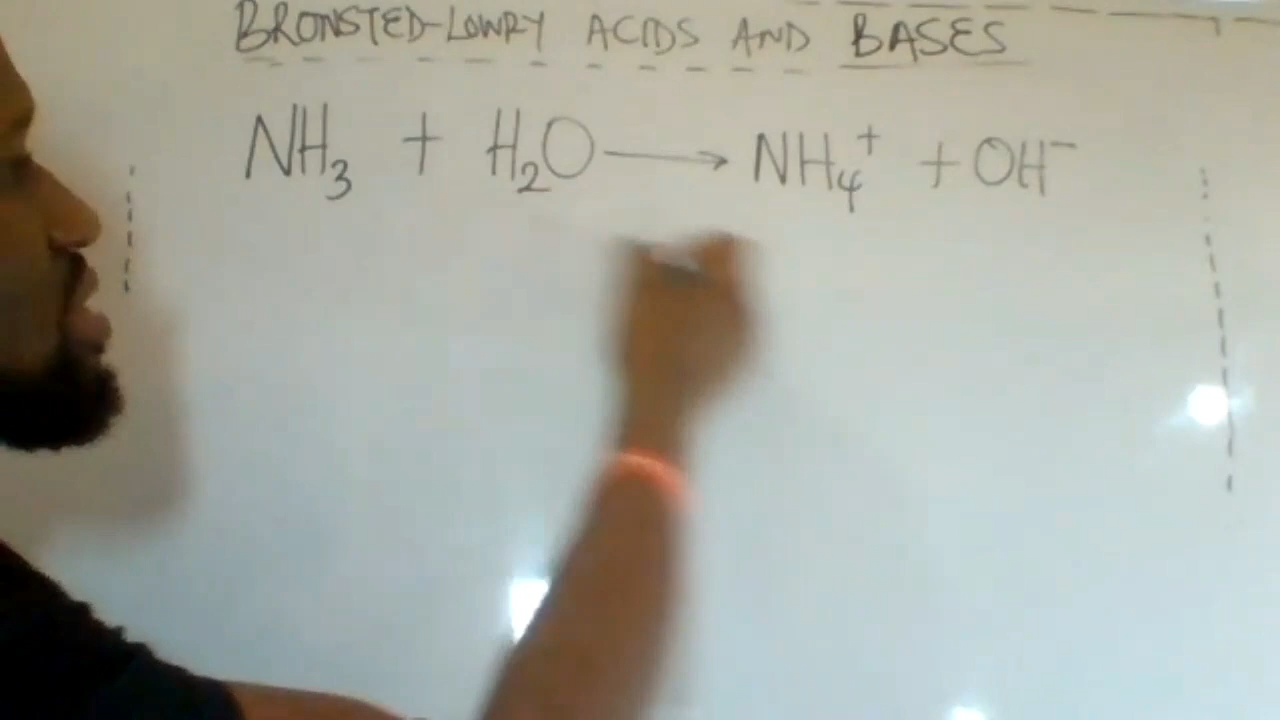 BRONSTED-LOWRY ACIDS AND BASES
NH₃ + H₂O → NH₄⁺ + OH⁻